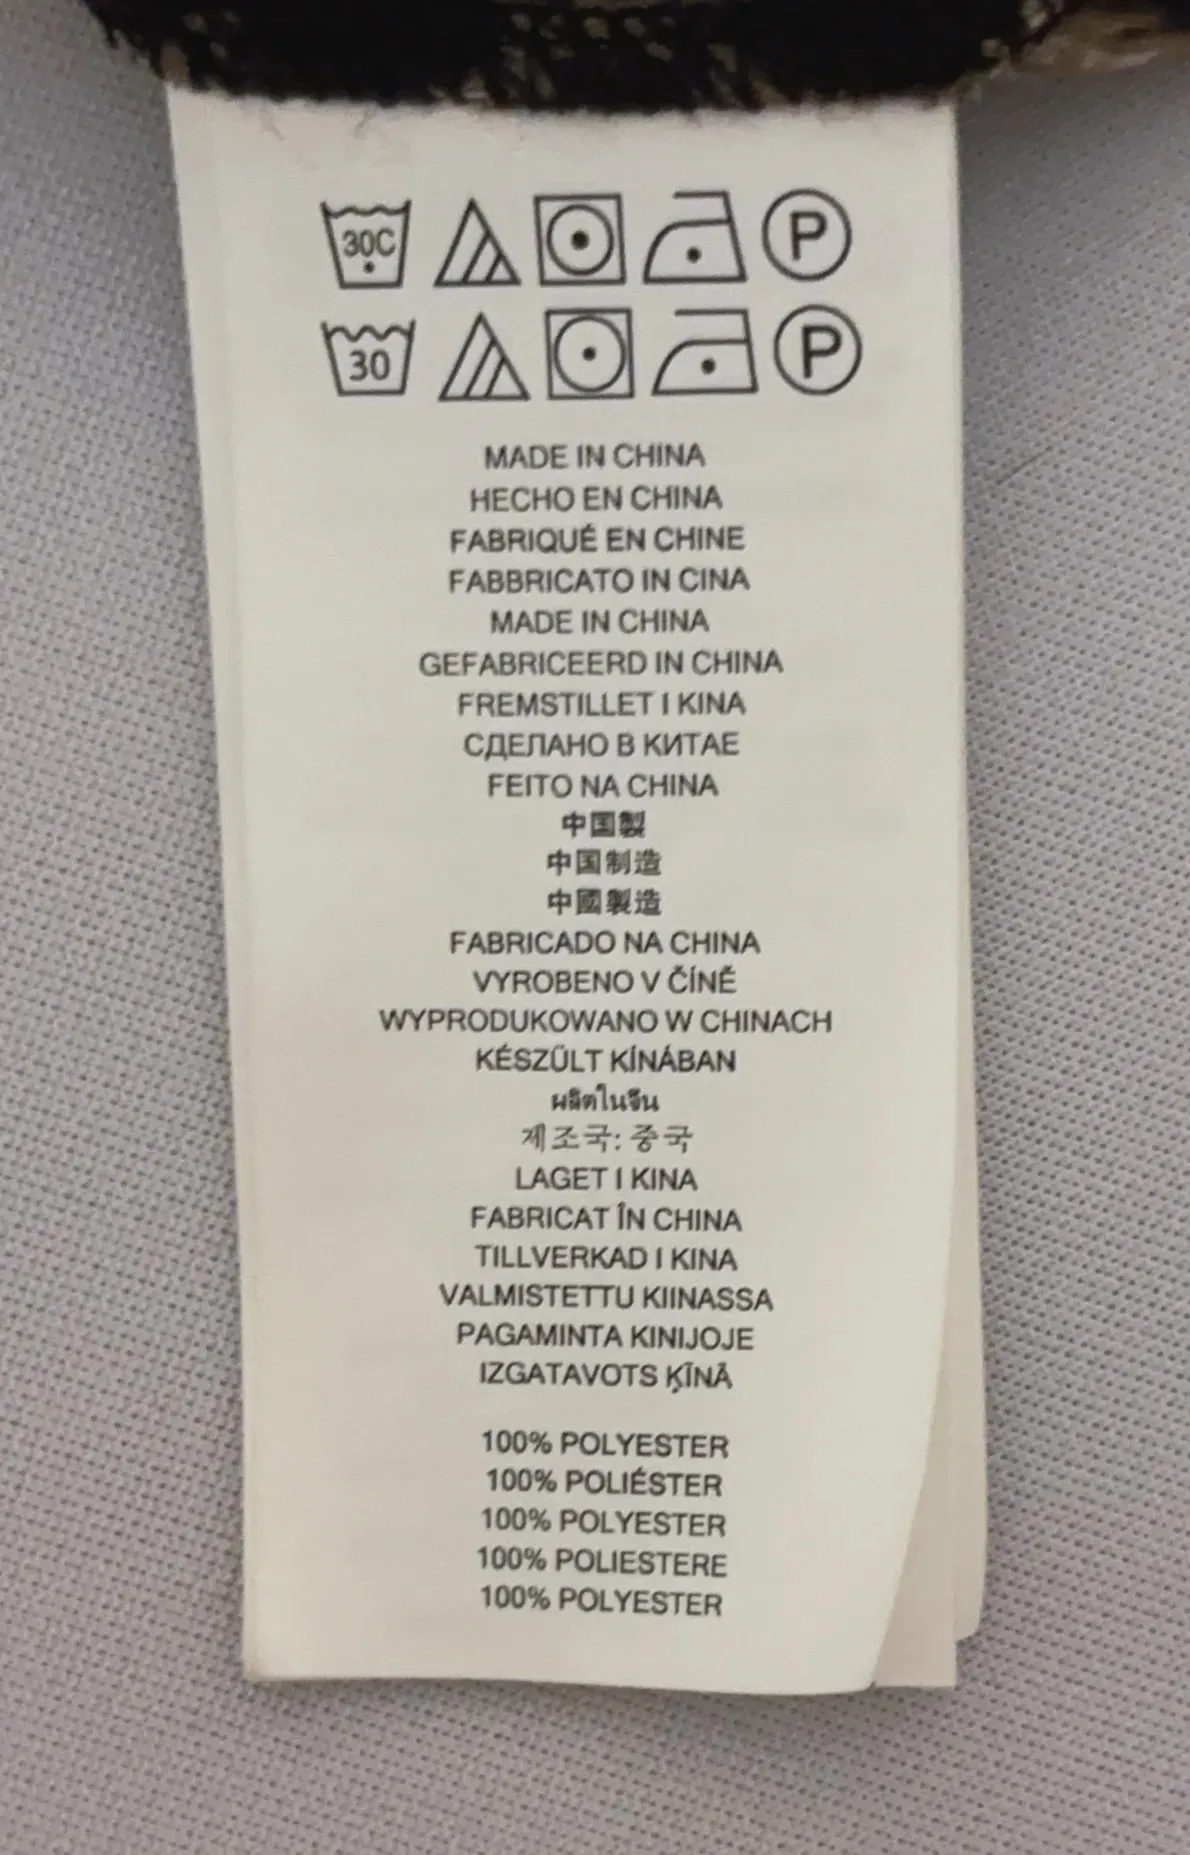 30C P
30 P
MADE IN CHINA
HECHO EN CHINA
FABRIQUÉ EN CHINE
FABBRICATO IN CINA
MADE IN CHINA
GEFABRICEERD IN CHINA
FREMSTILLET I KINA
СДЕЛАНО В КИТАЕ
FEITO NA CHINA
中国製
中国制造
中國製造
FABRICADO NA CHINA
VYROBENO V ČÍNĚ
WYPRODUKOWANO W CHINACH
KÉSZŰLT KÍNÁBAN
ผลิตในจีน
제조국: 중국
LAGET I KINA
FABRICAT ÎN CHINA
TILLVERKAD I KINA
VALMISTETTU KIINASSA
PAGAMINTA KINIJOJE
IZGATAVOTS ĶĪNĀ
100% POLYESTER
100% POLIÉSTER
100% POLYESTER
100% POLIESTERE
100% POLYESTER